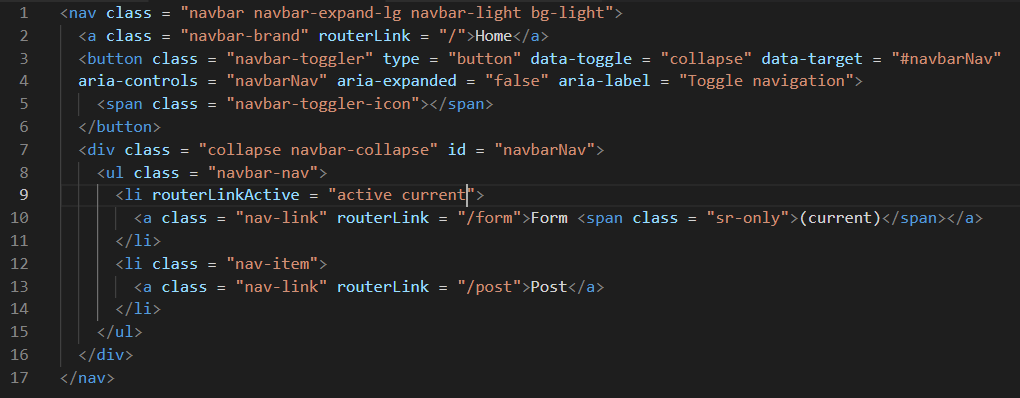 1 <nav class = "navbar navbar-expand-lg navbar-light bg-light">
2   <a class = "navbar-brand" routerLink = "/">Home</a>
3   <button class = "navbar-toggler" type = "button" data-toggle = "collapse" data-target = "#navbarNav"
4   aria-controls = "navbarNav" aria-expanded = "false" aria-label = "Toggle navigation">
5     <span class = "navbar-toggler-icon"></span>
6   </button>
7   <div class = "collapse navbar-collapse" id = "navbarNav">
8     <ul class = "navbar-nav">
9       <li routerLinkActive = "active current">
10         <a class = "nav-link" routerLink = "/form">Form <span class = "sr-only">(current)</span></a>
11       </li>
12       <li class = "nav-item">
13         <a class = "nav-link" routerLink = "/post">Post</a>
14       </li>
15     </ul>
16   </div>
17 </nav>